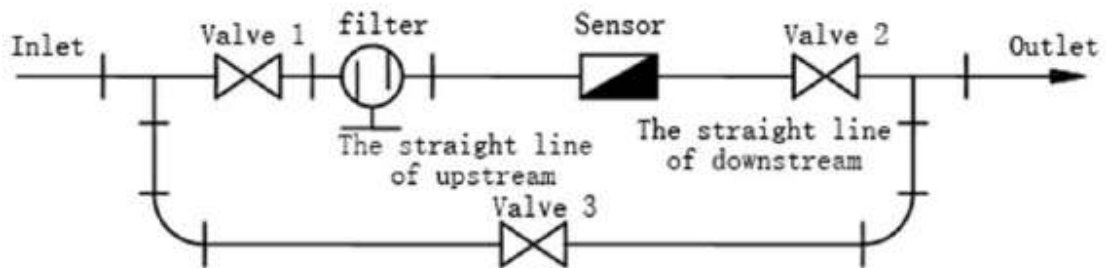 Inlet
Valve 1
filter
Sensor
Valve 2
Outlet
The straight line
of upstream
The straight line
of downstream
Valve 3